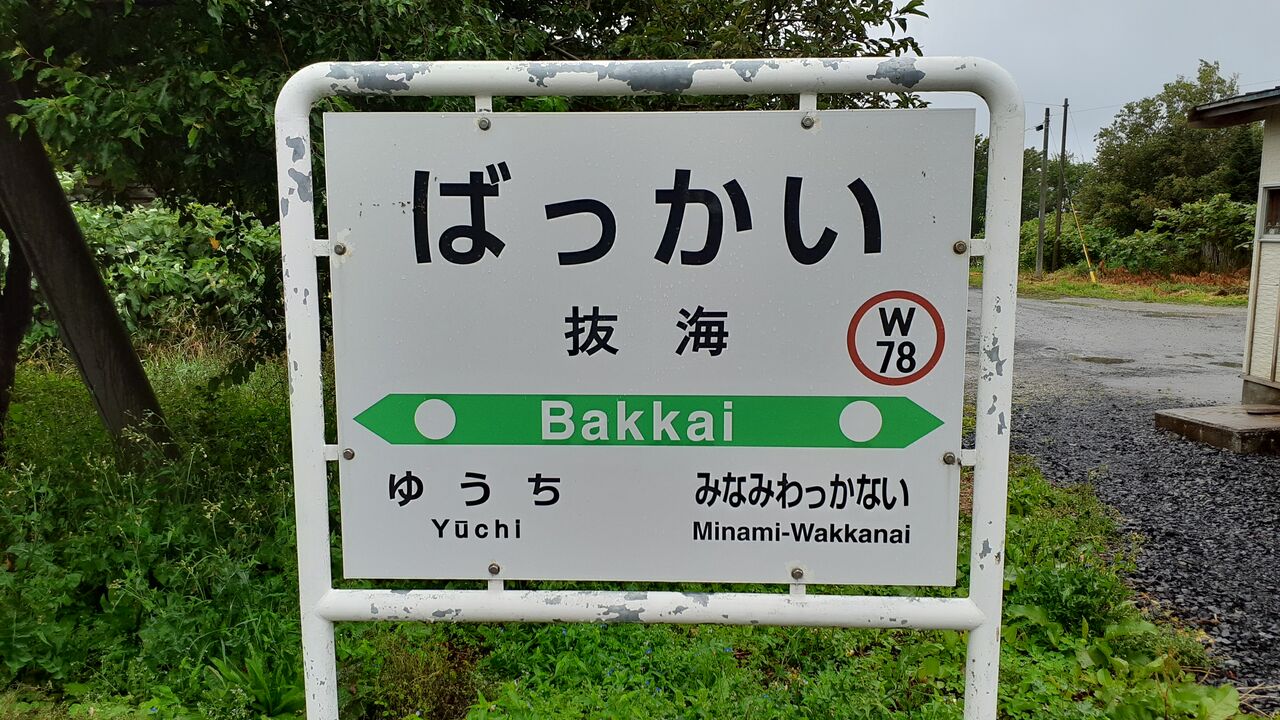 ばっかい
抜海
W
78
Bakkai
ゆうち
Yūchi
みなみわっかない
Minami-Wakkanai